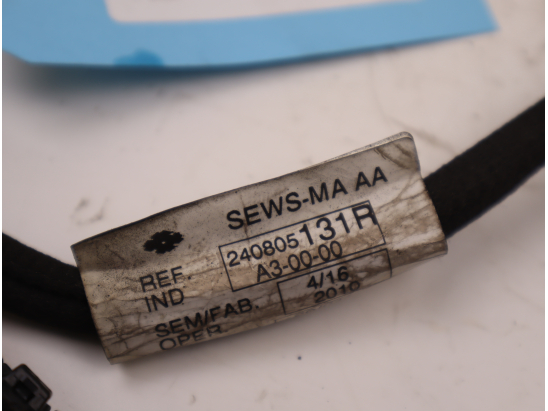 SEWS-MA AA
REF. 240805131R
IND A3-00-00
SEM/FAB. 4/16
OPER. 2010